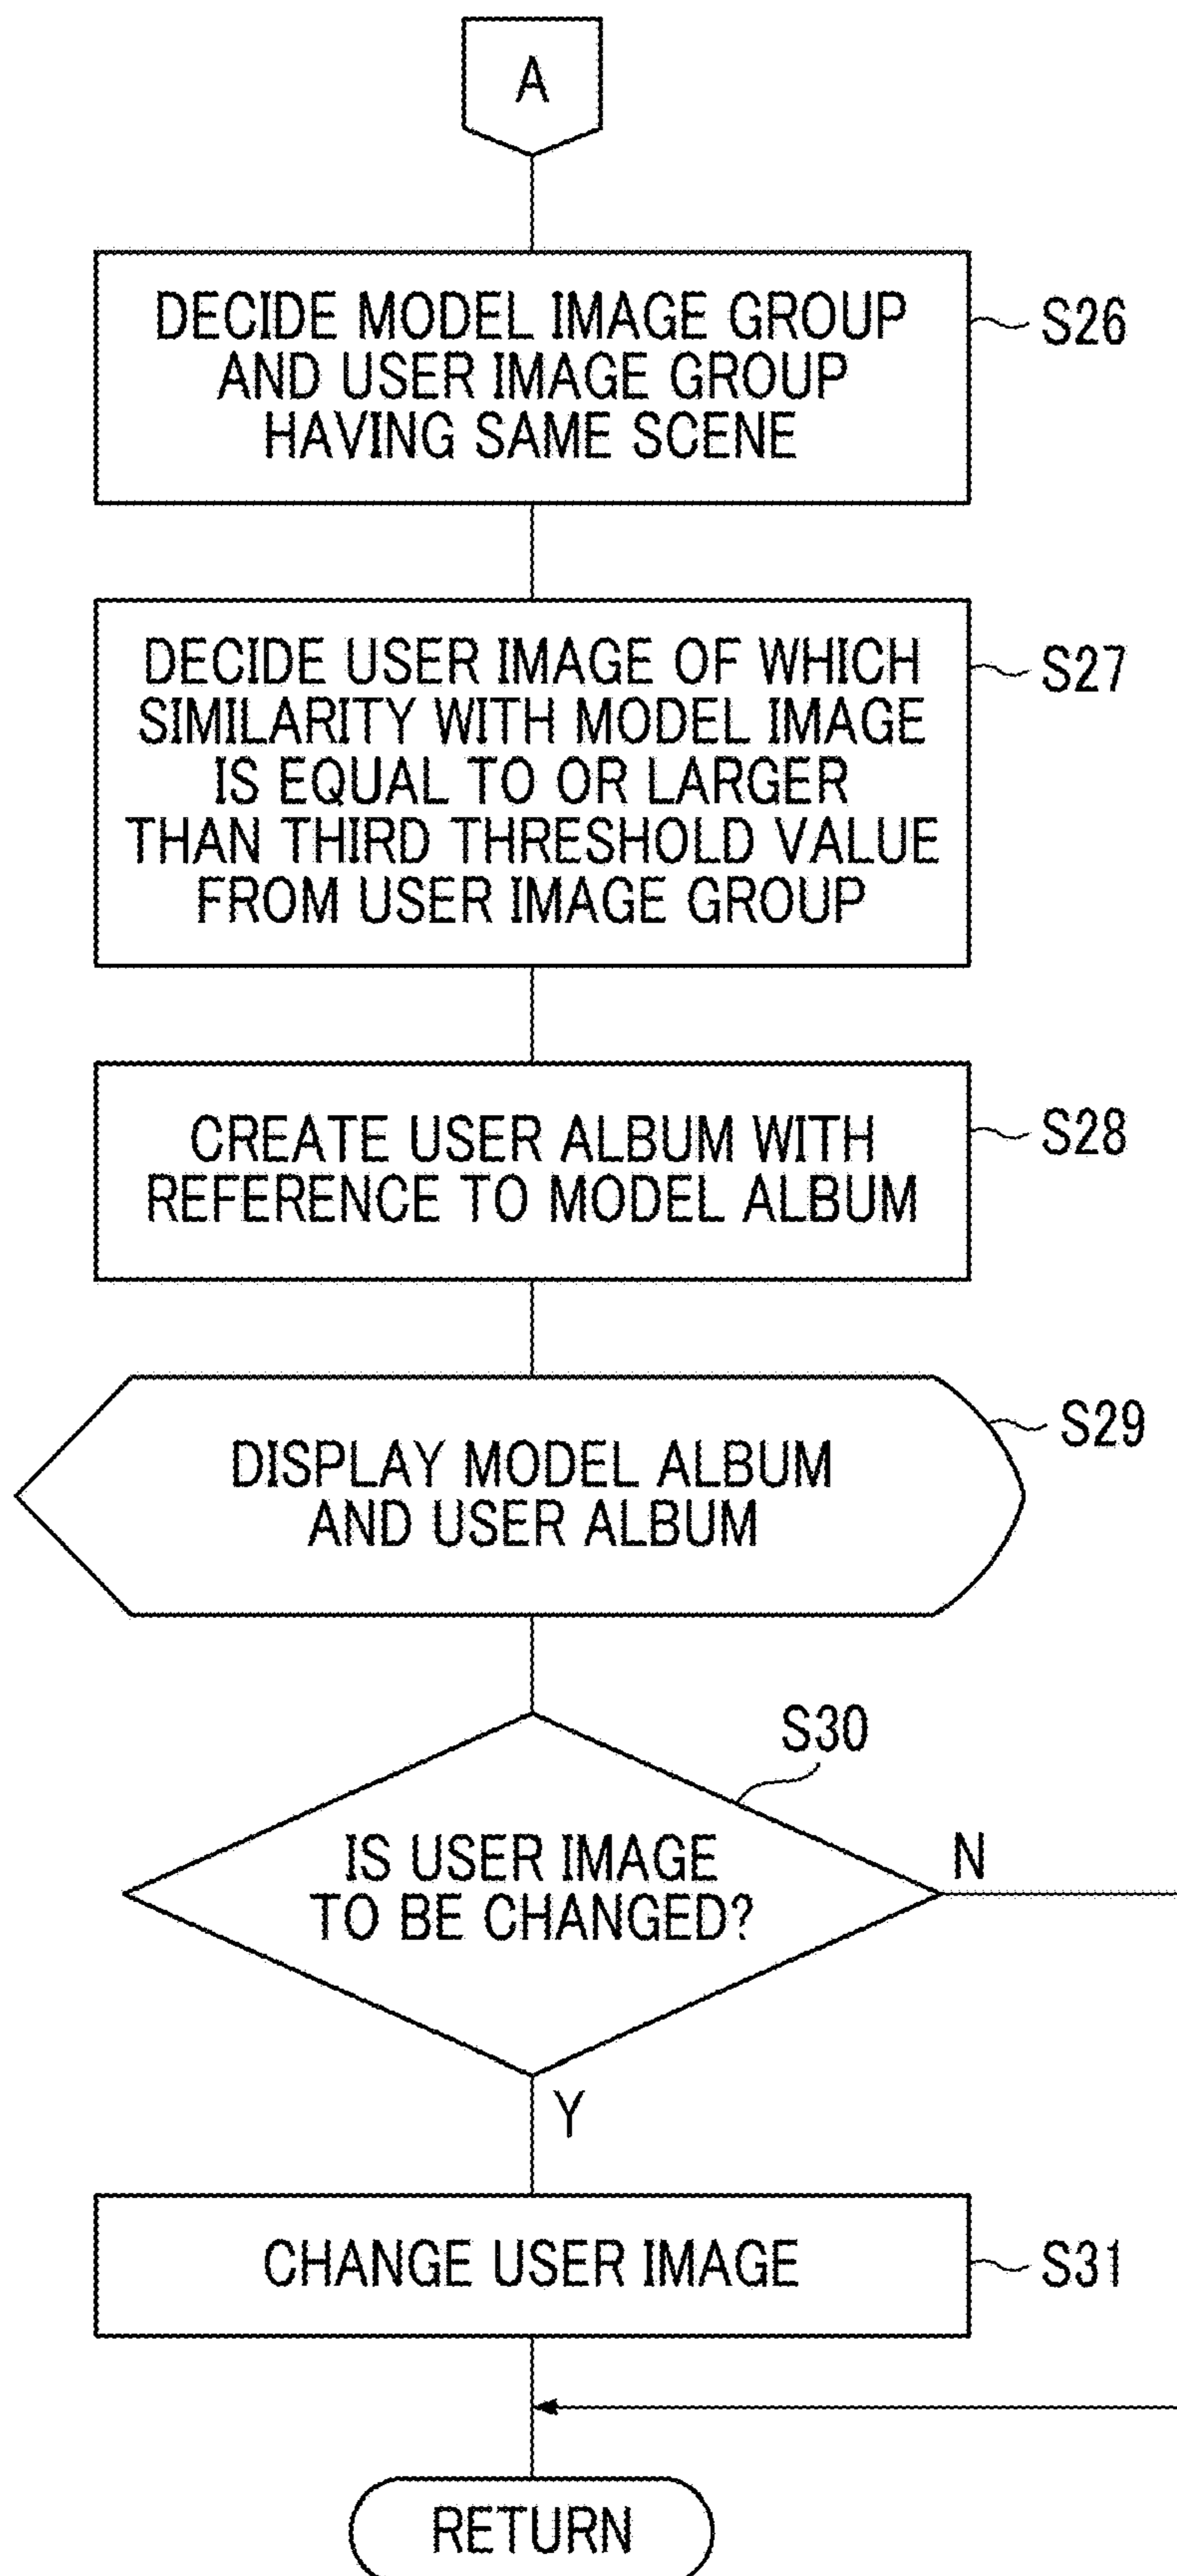 A
DECIDE MODEL IMAGE GROUP
AND USER IMAGE GROUP
HAVING SAME SCENE
S26
DECIDE USER IMAGE OF WHICH
SIMILARITY WITH MODEL IMAGE
IS EQUAL TO OR LARGER
THAN THIRD THRESHOLD VALUE
FROM USER IMAGE GROUP
S27
CREATE USER ALBUM WITH
REFERENCE TO MODEL ALBUM
S28
DISPLAY MODEL ALBUM
AND USER ALBUM
S29
S30
IS USER IMAGE
TO BE CHANGED?
N
Y
CHANGE USER IMAGE
S31
RETURN